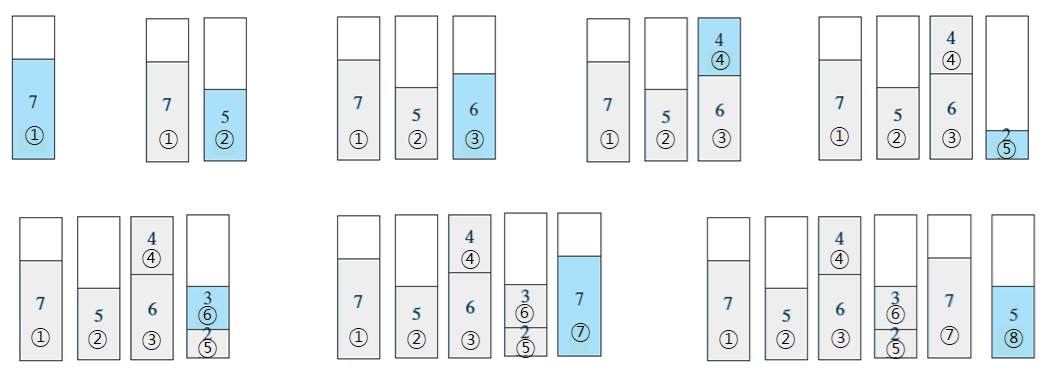 7
①
7 5
① ②
7 5 6
① ② ③
4
④
7 5 6
① ② ③
4
④
7 5 6 2
① ② ③ ⑤
4
④
7 5 6 3
⑥
2
① ② ③ ⑤
4
④
7 5 6 3 7
⑥
2
① ② ③ ⑤ ⑦
4
④
7 5 6 3 7 5
⑥
2
① ② ③ ⑤ ⑦ ⑧